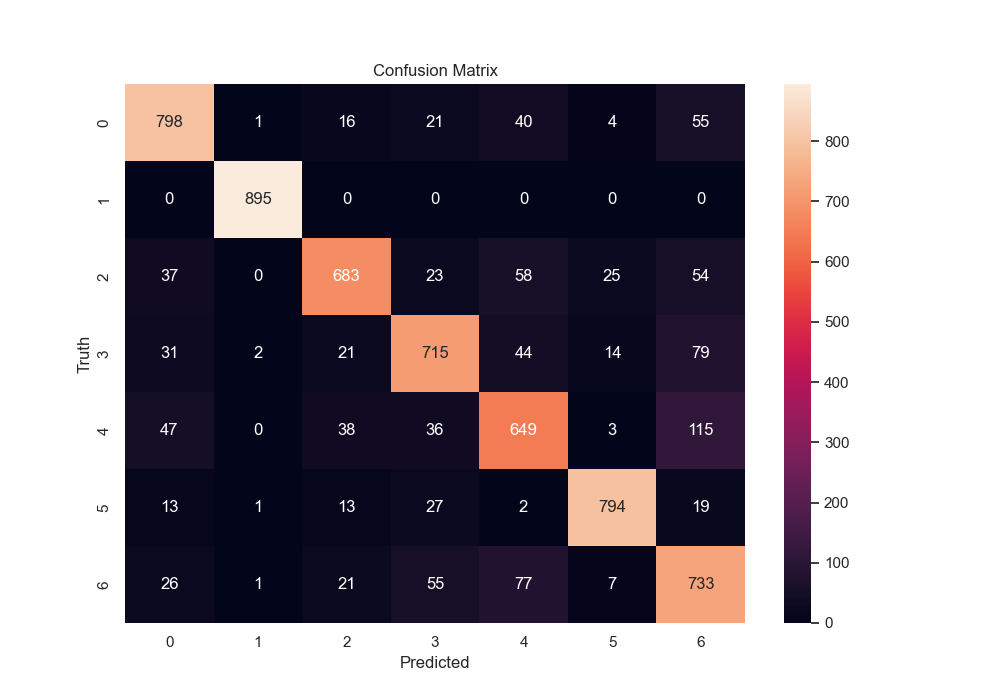 Confusion Matrix
0 798 1 16 21 40 4 55
1 0 895 0 0 0 0 0
2 37 0 683 23 58 25 54
3 31 2 21 715 44 14 79
4 47 0 38 36 649 3 115
5 13 1 13 27 2 794 19
6 26 1 21 55 77 7 733
0 1 2 3 4 5 6
Predicted
Truth
800
700
600
500
400
300
200
100
0